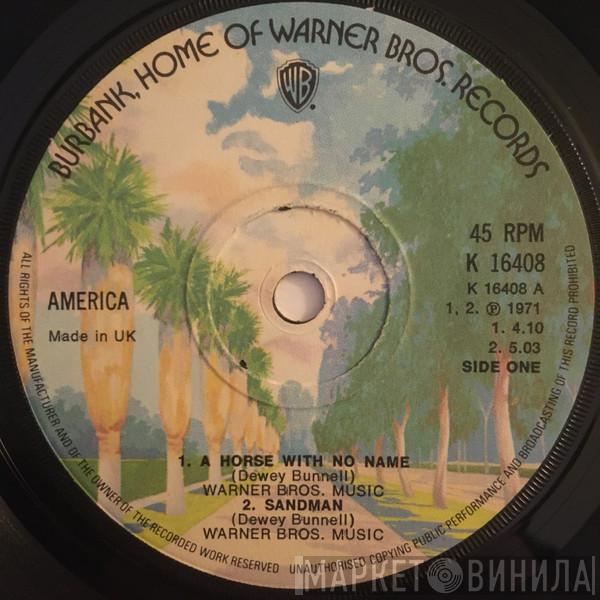 BURBANK, HOME OF WARNER BROS. RECORDS
WB
AMERICA
Made in UK
45 RPM
K 16408
K 16408 A
1, 2. ℗ 1971
1. 4.10
2. 5.03
SIDE ONE
1. A HORSE WITH NO NAME
(Dewey Bunnell)
WARNER BROS. MUSIC
2. SANDMAN
(Dewey Bunnell)
WARNER BROS. MUSIC
ALL RIGHTS OF THE MANUFACTURER AND OF THE OWNER OF THE RECORDED WORK RESERVED UNAUTHORISED COPYING PUBLIC PERFORMANCE AND BROADCASTING OF THIS RECORD PROHIBITED
МАРКЕТ ВИНИЛА